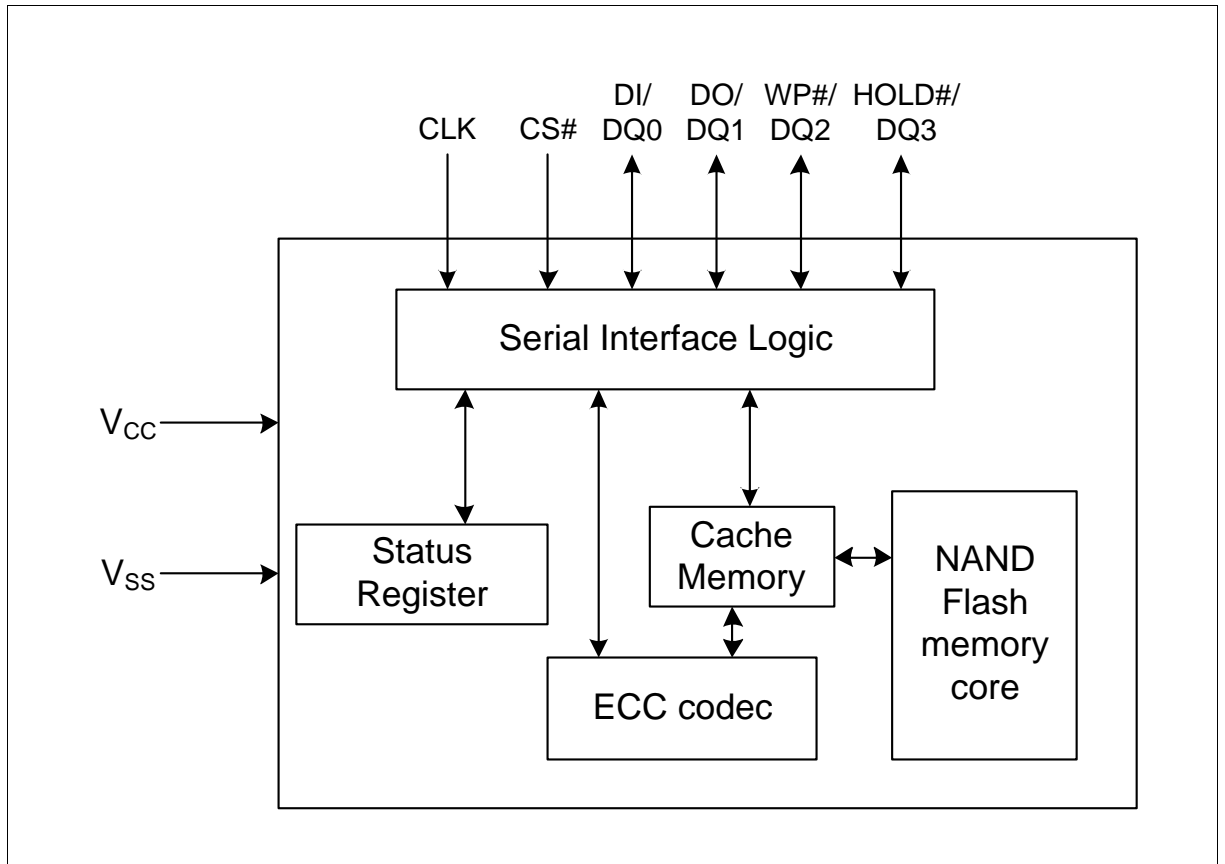 CLK
CS#
DI/
DQ0
DO/
DQ1
WP#/
DQ2
HOLD#/
DQ3
Serial Interface Logic
VCC
VSS
Status
Register
Cache
Memory
NAND
Flash
memory
core
ECC codec